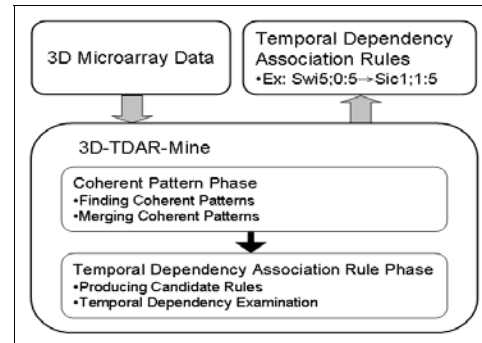 3D Microarray Data
Temporal Dependency
Association Rules
•Ex: Swi5;0:5→Sic1;1:5
3D-TDAR-Mine
Coherent Pattern Phase
•Finding Coherent Patterns
•Merging Coherent Patterns
Temporal Dependency Association Rule Phase
•Producing Candidate Rules
•Temporal Dependency Examination